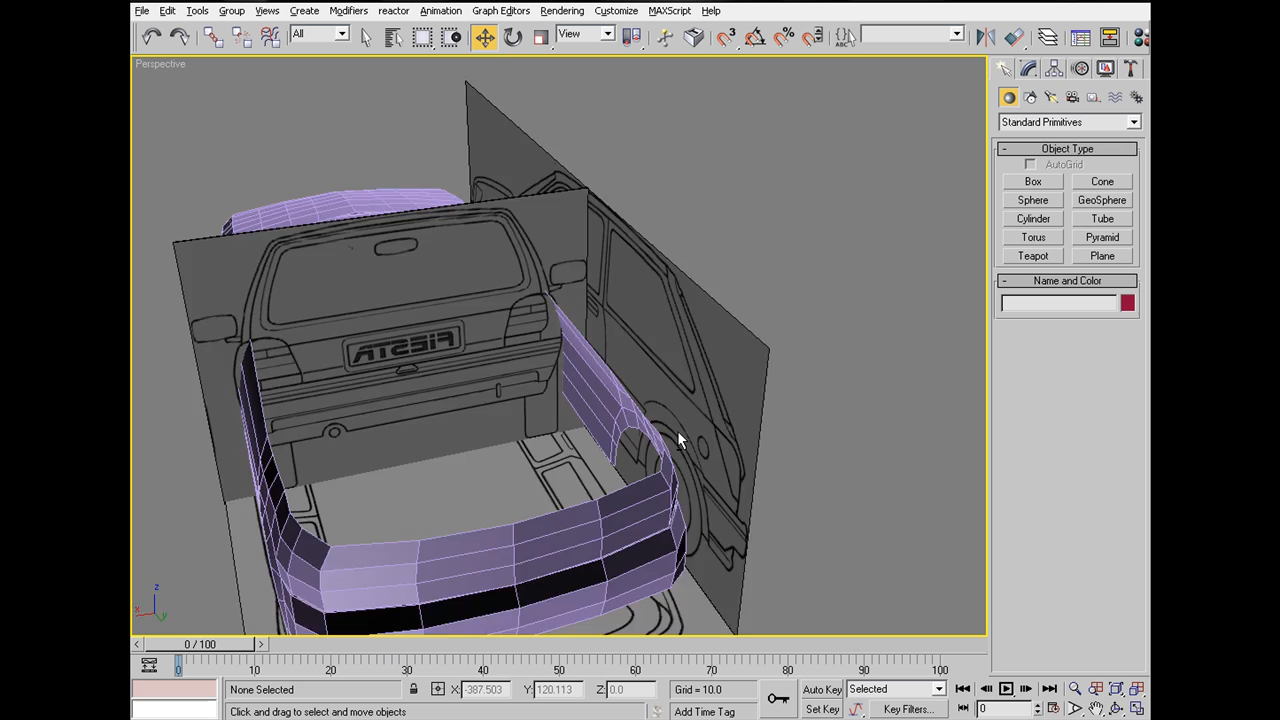 File Edit Tools Group Views Create Modifiers reactor Animation Graph Editors Rendering Customize MAXScript Help
All
View
3
%
Perspective
Standard Primitives
- Object Type
AutoGrid
Box Cone
Sphere GeoSphere
Cylinder Tube
Torus Pyramid
Teapot Plane
- Name and Color
FIESTA
z
x
y
< 0 / 100 >
0 10 20 30 40 50 60 70 80 90 100
None Selected X: -387.503 Y: 120.113 Z: 0.0 Grid = 10.0 Auto Key Selected
Click and drag to select and move objects Add Time Tag Set Key Key Filters... 0